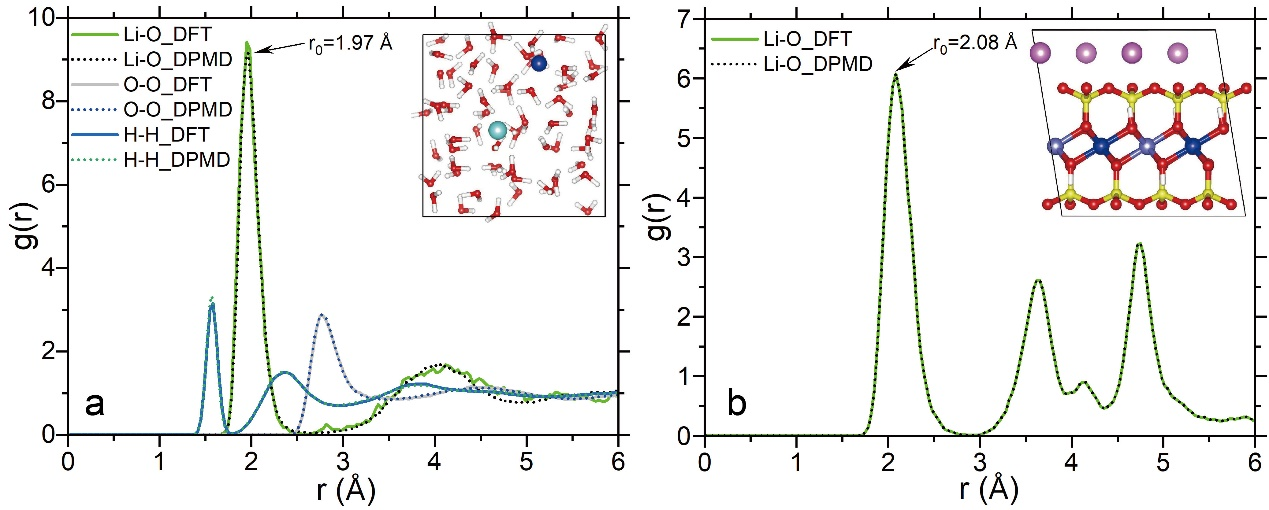 10
8
6
4
2
0
g(r)
Li-O_DFT
Li-O_DPMD
O-O_DFT
O-O_DPMD
H-H_DFT
H-H_DPMD
r0=1.97 Å
a
0 1 2 3 4 5 6
r (Å)
7
6
5
4
3
2
1
0
g(r)
Li-O_DFT
Li-O_DPMD
r0=2.08 Å
b
0 1 2 3 4 5 6
r (Å)